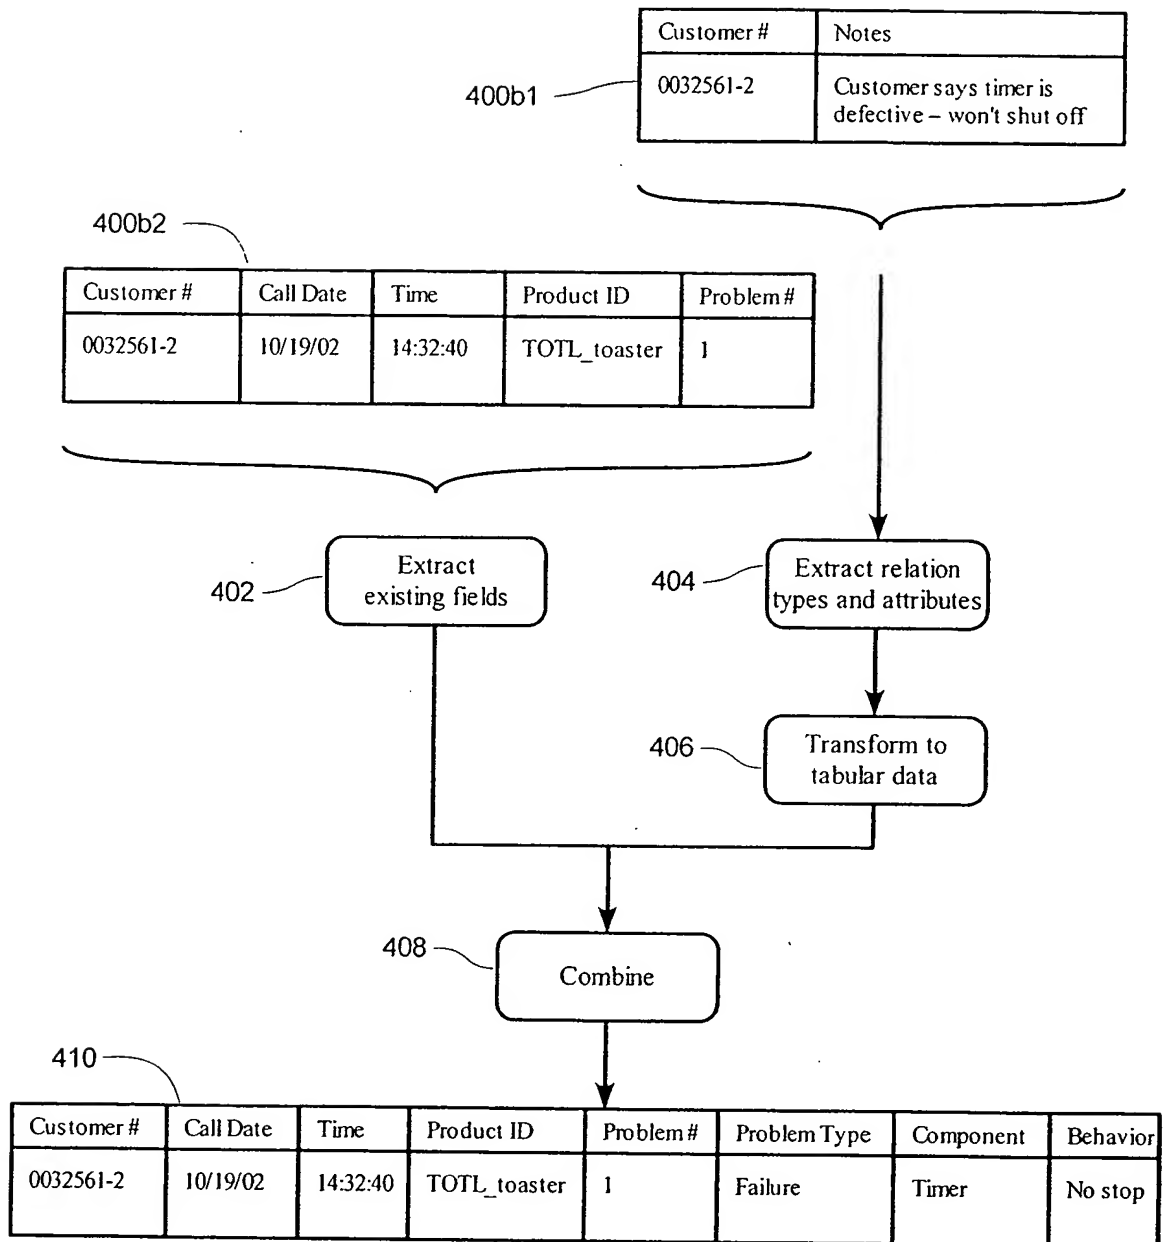 Customer # Notes
400b1
0032561-2 Customer says timer is
defective – won't shut off
400b2
Customer # Call Date Time Product ID Problem #
0032561-2 10/19/02 14:32:40 TOTL_toaster 1
402
Extract
existing fields
404
Extract relation
types and attributes
406
Transform to
tabular data
408
Combine
410
Customer # Call Date Time Product ID Problem # Problem Type Component Behavior
0032561-2 10/19/02 14:32:40 TOTL_toaster 1 Failure Timer No stop